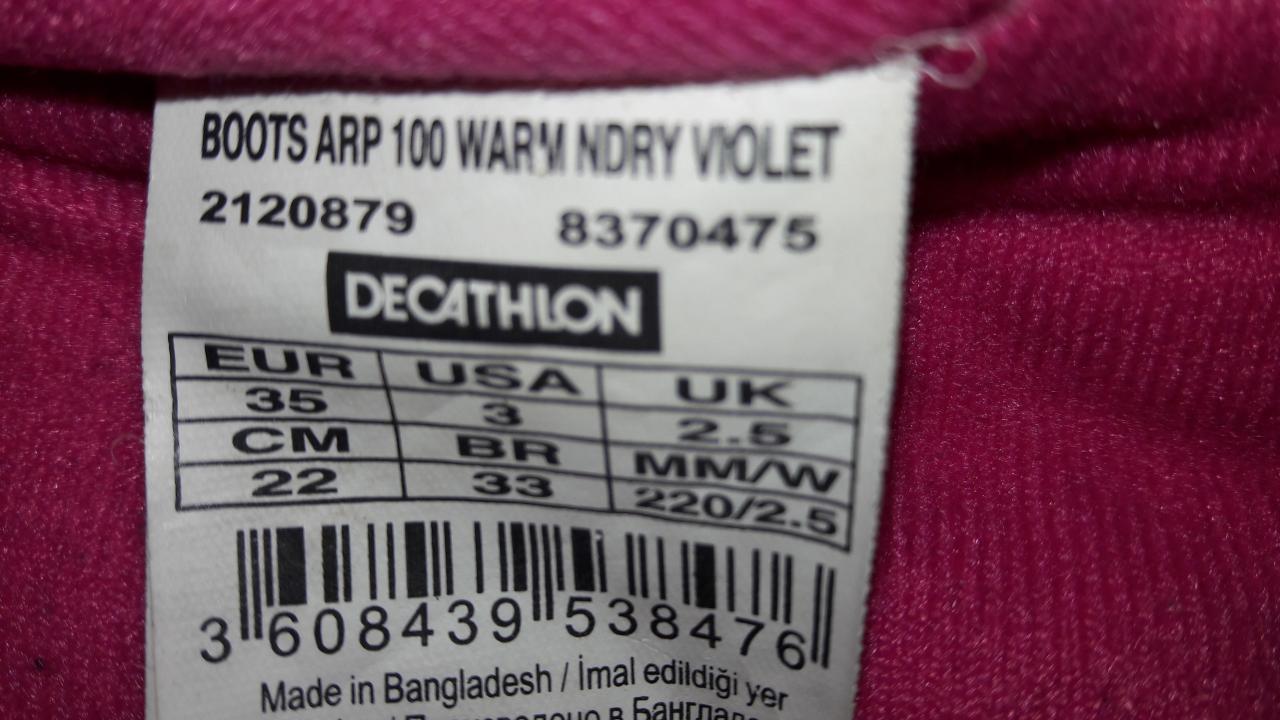 BOOTS ARP 100 WARM NDRY VIOLET
2120879 8370475
DECATHLON
EUR USA UK
35 3 2.5
CM BR MM/W
22 33 220/2.5
3 608439 538476
Made in Bangladesh / İmal edildiği yer
в